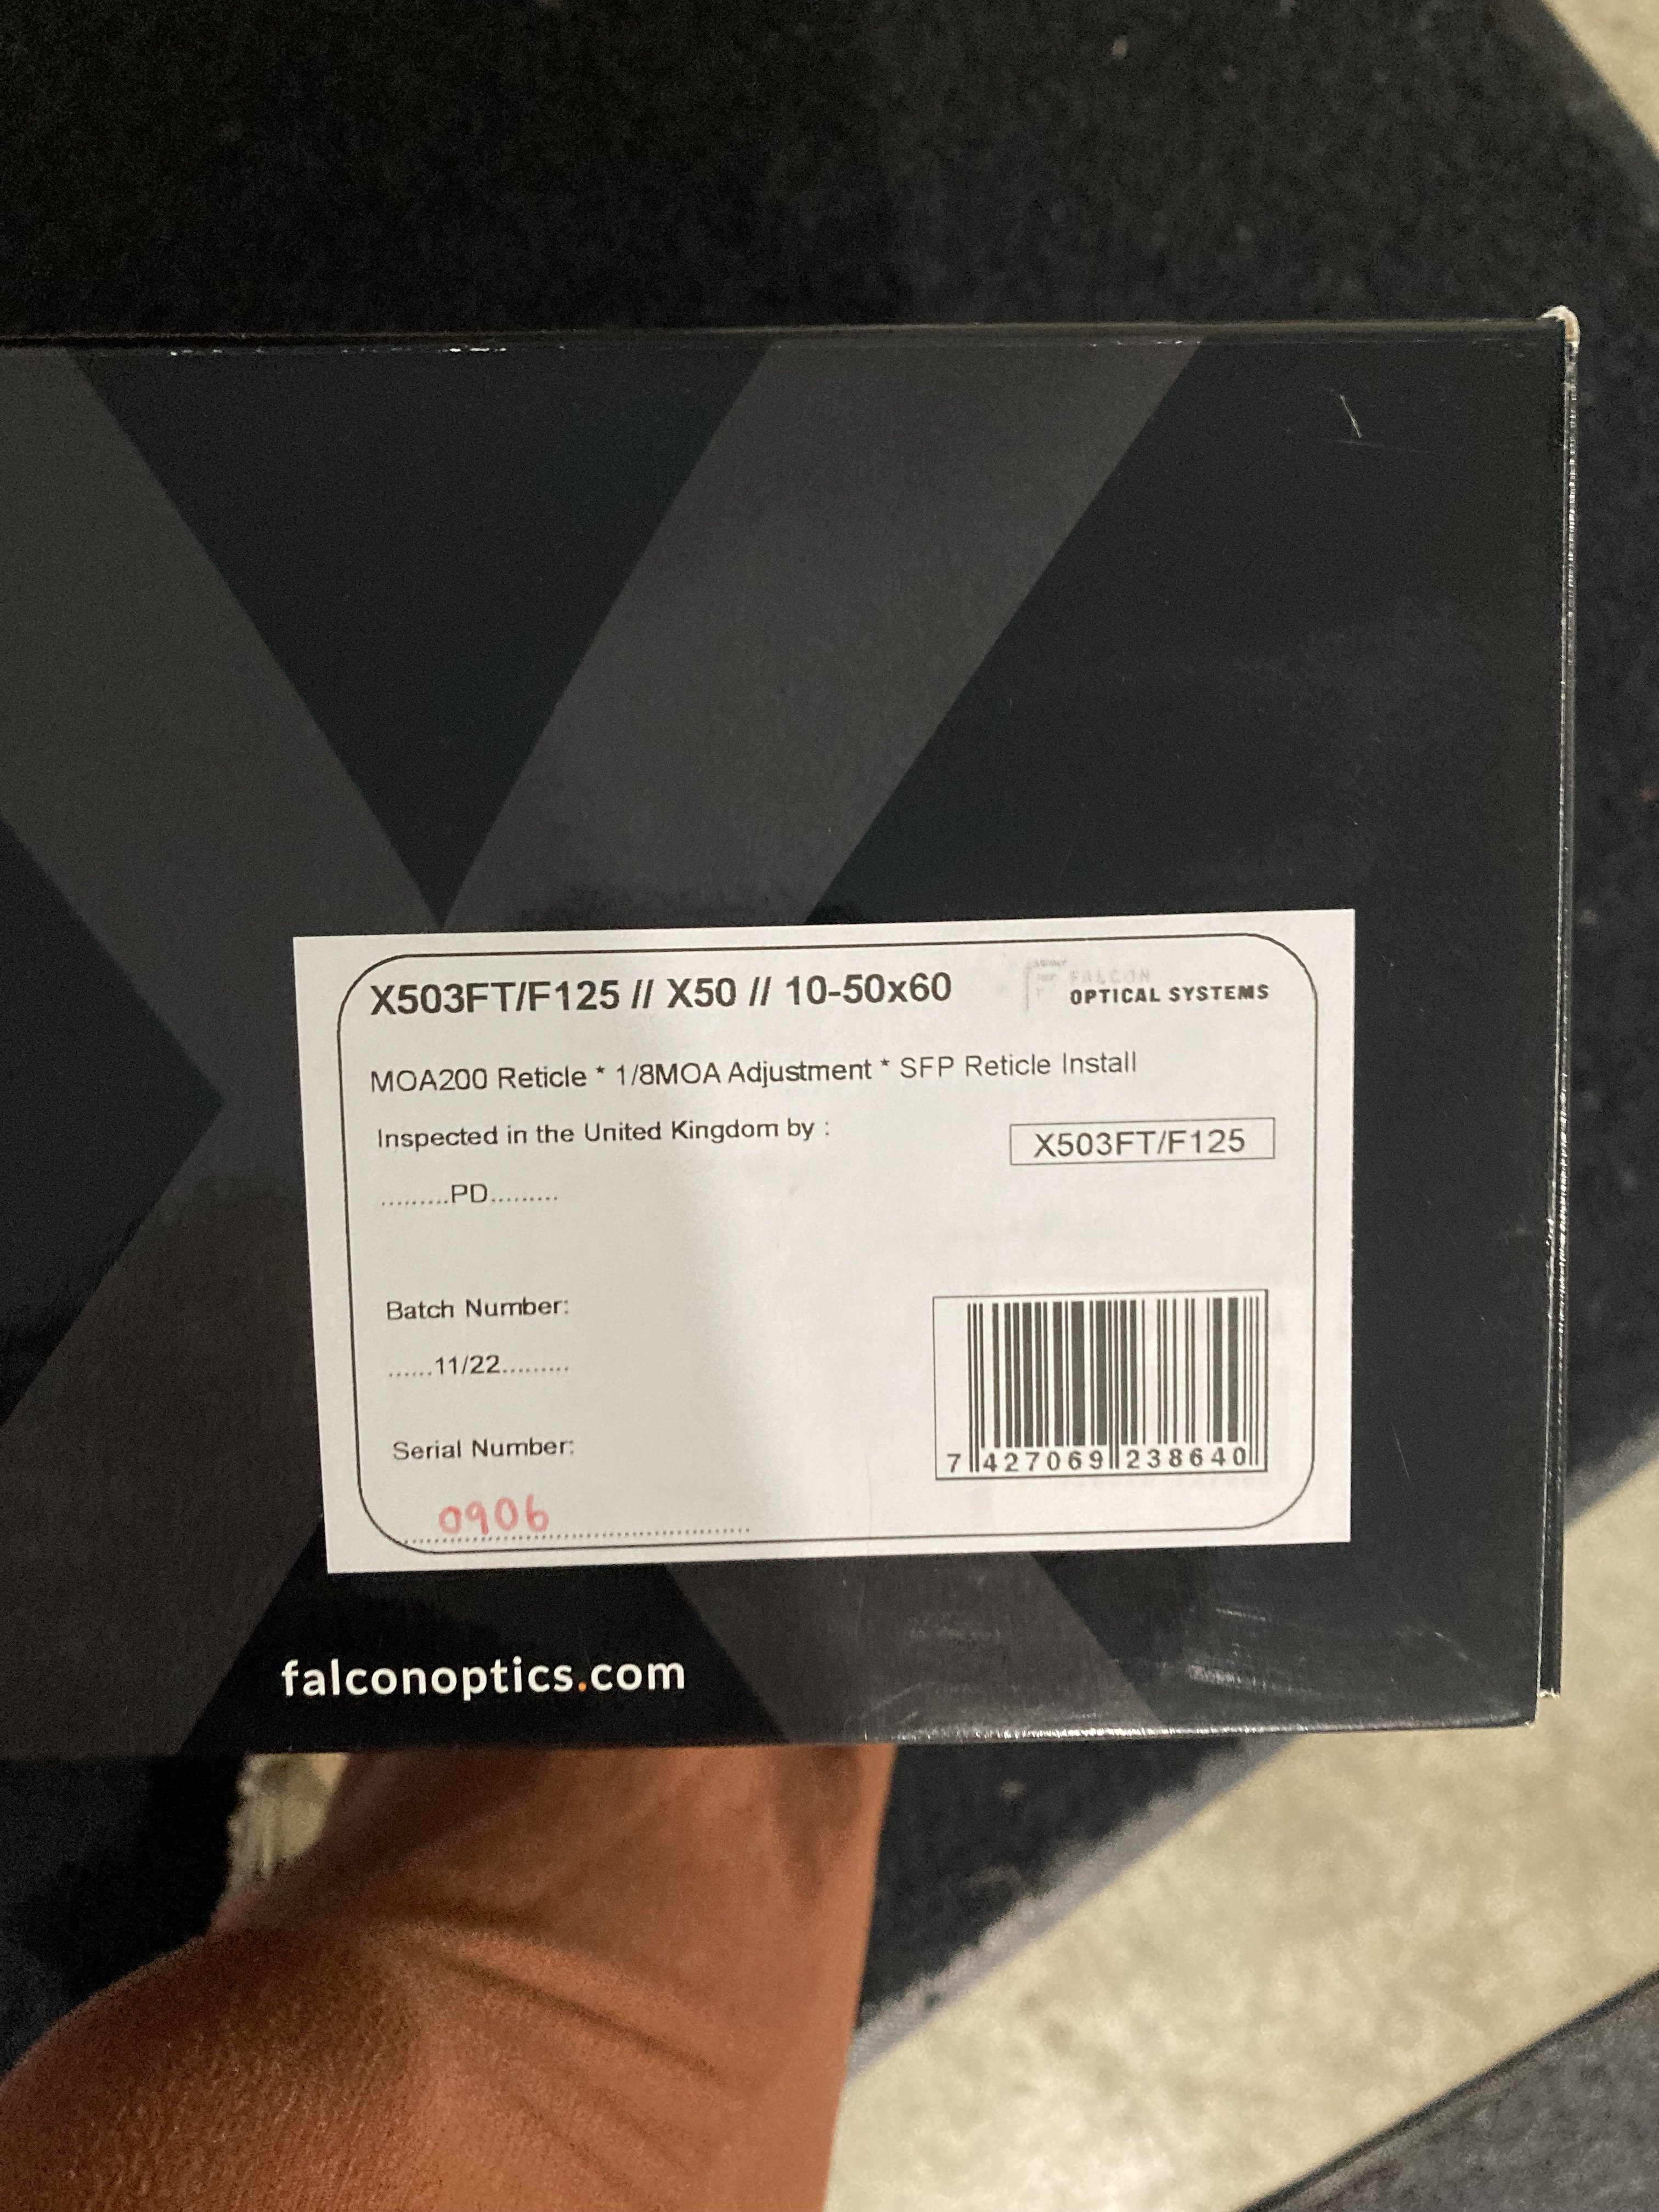 X503FT/F125 // X50 // 10-50x60
FALCON
OPTICAL SYSTEMS
MOA200 Reticle * 1/8MOA Adjustment * SFP Reticle Install
Inspected in the United Kingdom by :
X503FT/F125
.........PD.........
Batch Number:
......11/22.........
Serial Number:
0906
7 427069 238640
falconoptics.com